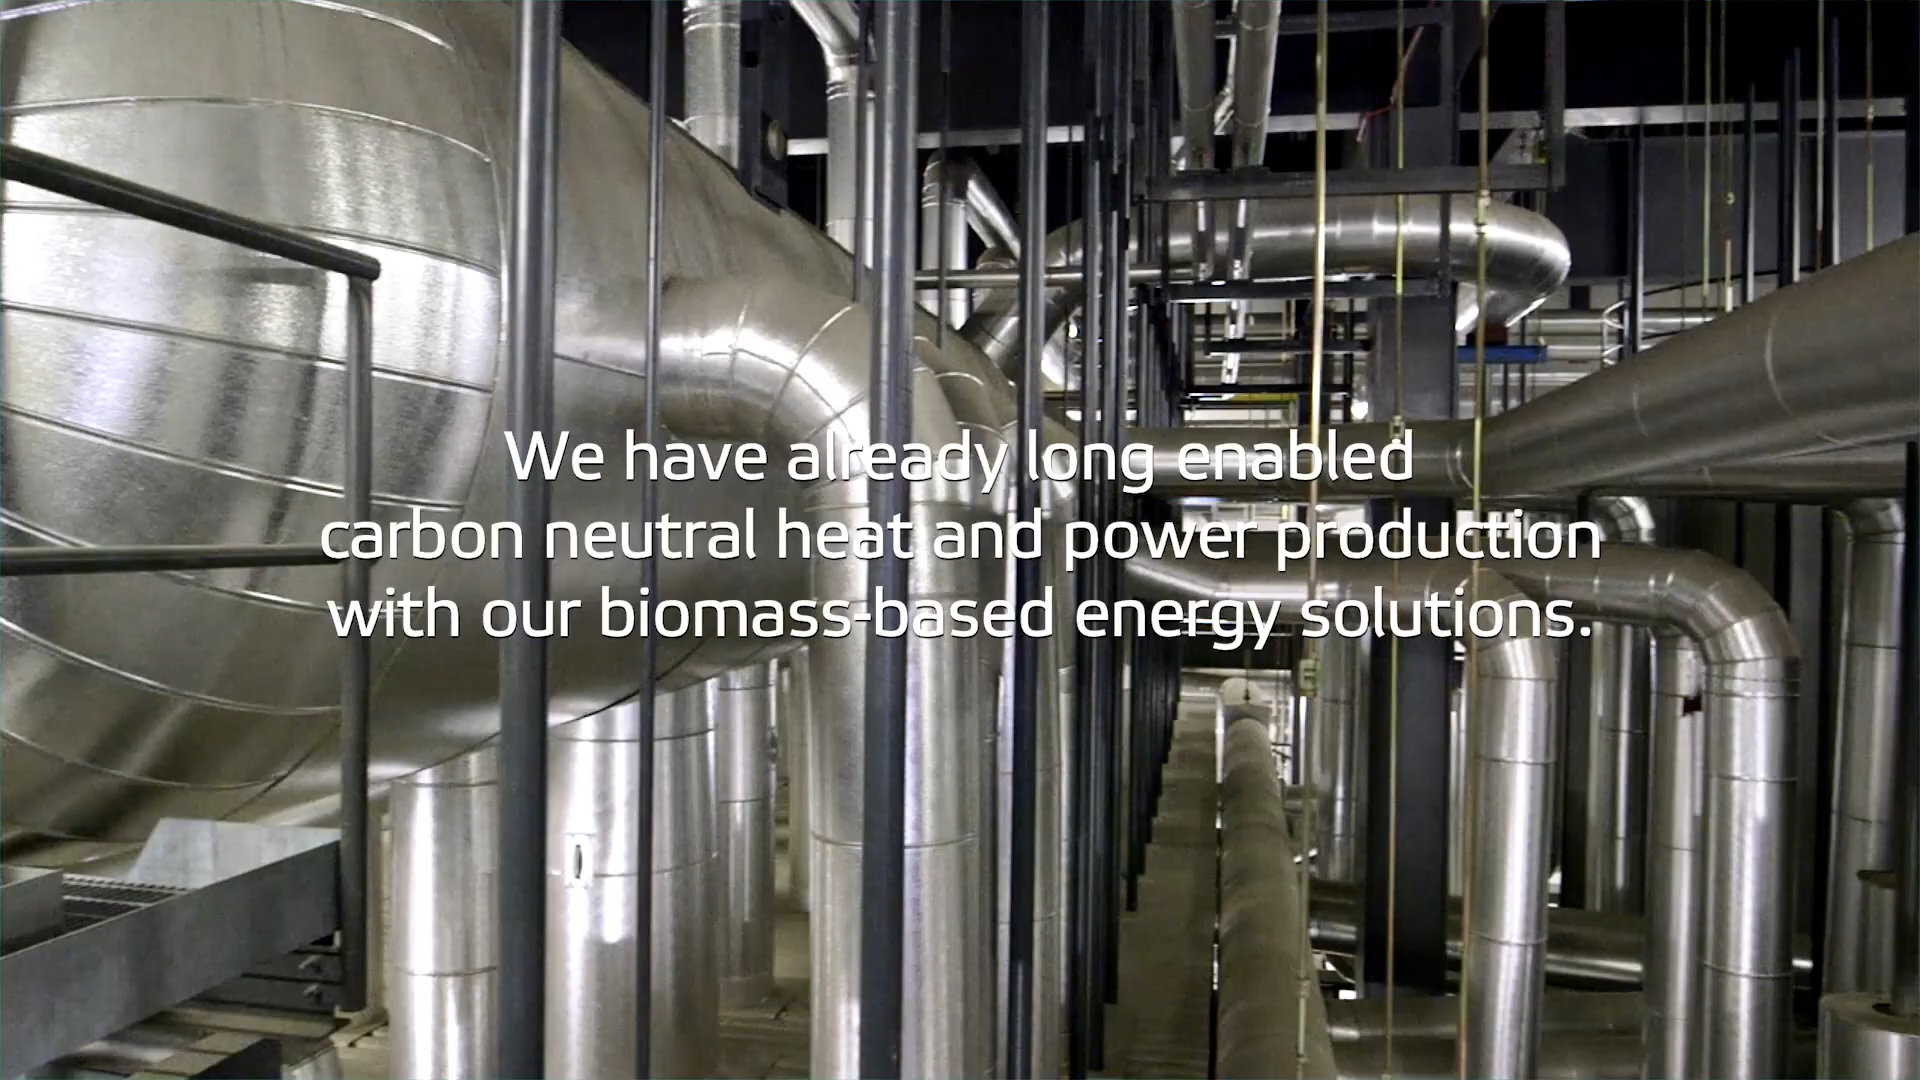 We have already long enabled
carbon neutral heat and power production
with our biomass-based energy solutions.